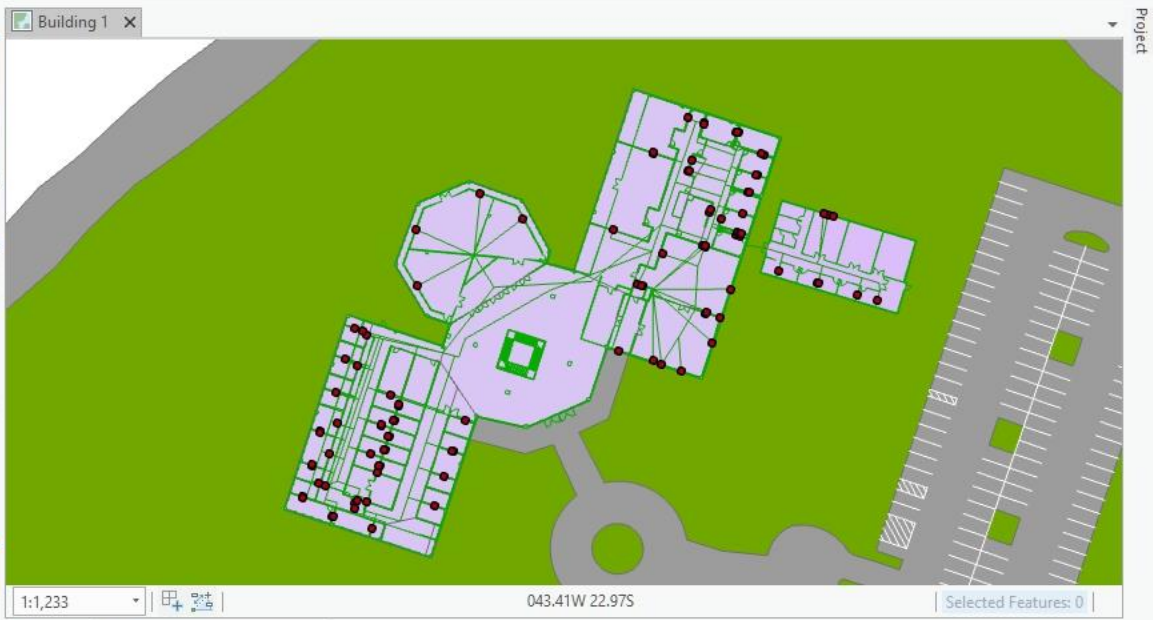 Building 1
Project
1:1,233
043.41W 22.97S
Selected Features: 0